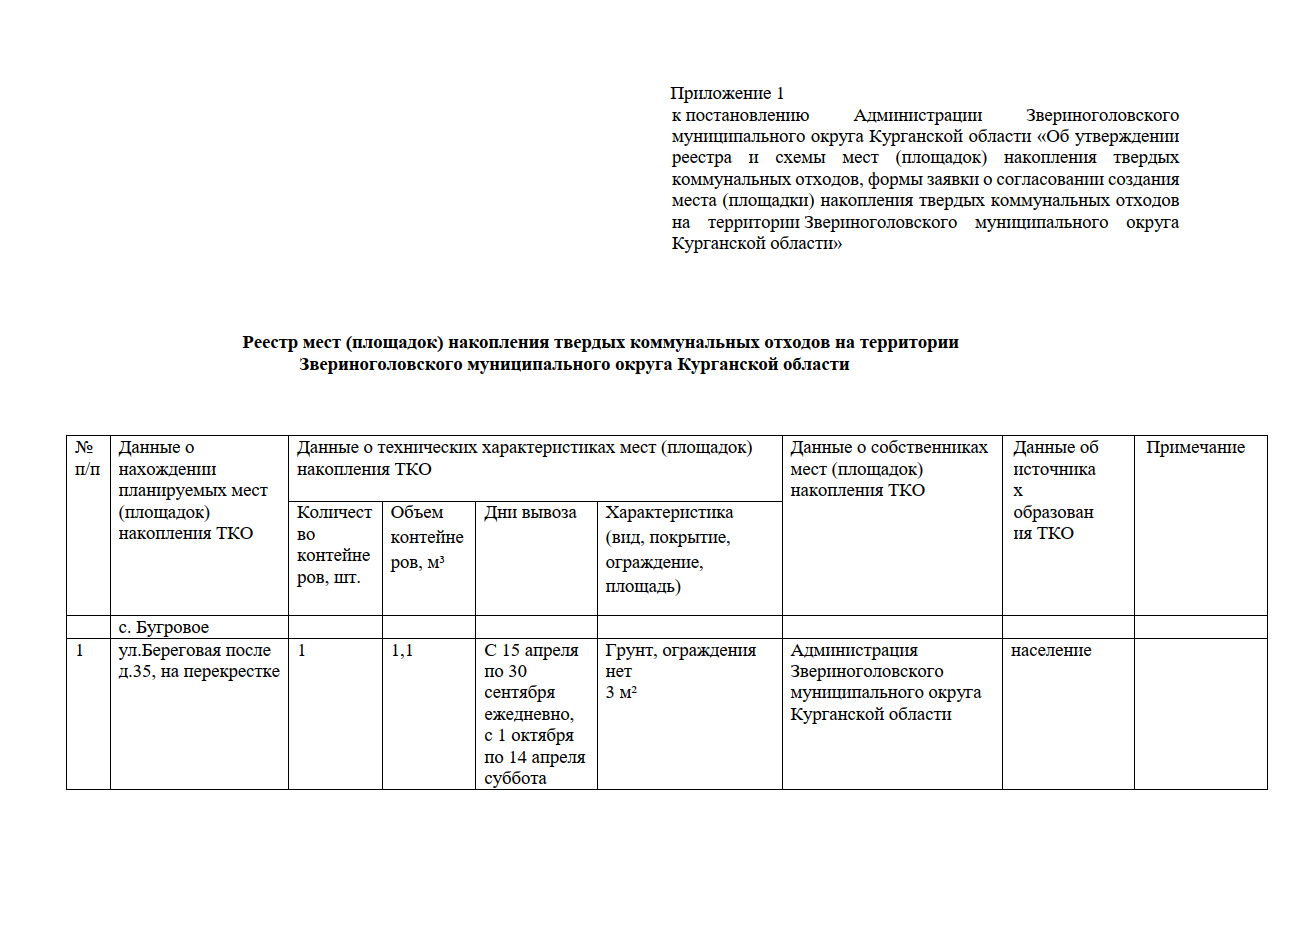 Приложение 1
к постановлению Администрации Звериноголовского
муниципального округа Курганской области «Об утверждении
реестра и схемы мест (площадок) накопления твердых
коммунальных отходов, формы заявки о согласовании создания
места (площадки) накопления твердых коммунальных отходов
на территории Звериноголовского муниципального округа
Курганской области»
Реестр мест (площадок) накопления твердых коммунальных отходов на территории
Звериноголовского муниципального округа Курганской области
№
п/п
Данные о
нахождении
планируемых мест
(площадок)
накопления ТКО
Данные о технических характеристиках мест (площадок)
накопления ТКО
Количест
во
контейне
ров, шт.
Объем
контейне
ров, м³
Дни вывоза
Характеристика
(вид, покрытие,
ограждение,
площадь)
Данные о собственниках
мест (площадок)
накопления ТКО
Данные об
источника
х
образован
ия ТКО
Примечание
с. Бугровое
1
ул.Береговая после
д.35, на перекрестке
1
1,1
С 15 апреля
по 30
сентября
ежедневно,
с 1 октября
по 14 апреля
суббота
Грунт, ограждения
нет
3 м²
Администрация
Звериноголовского
муниципального округа
Курганской области
население